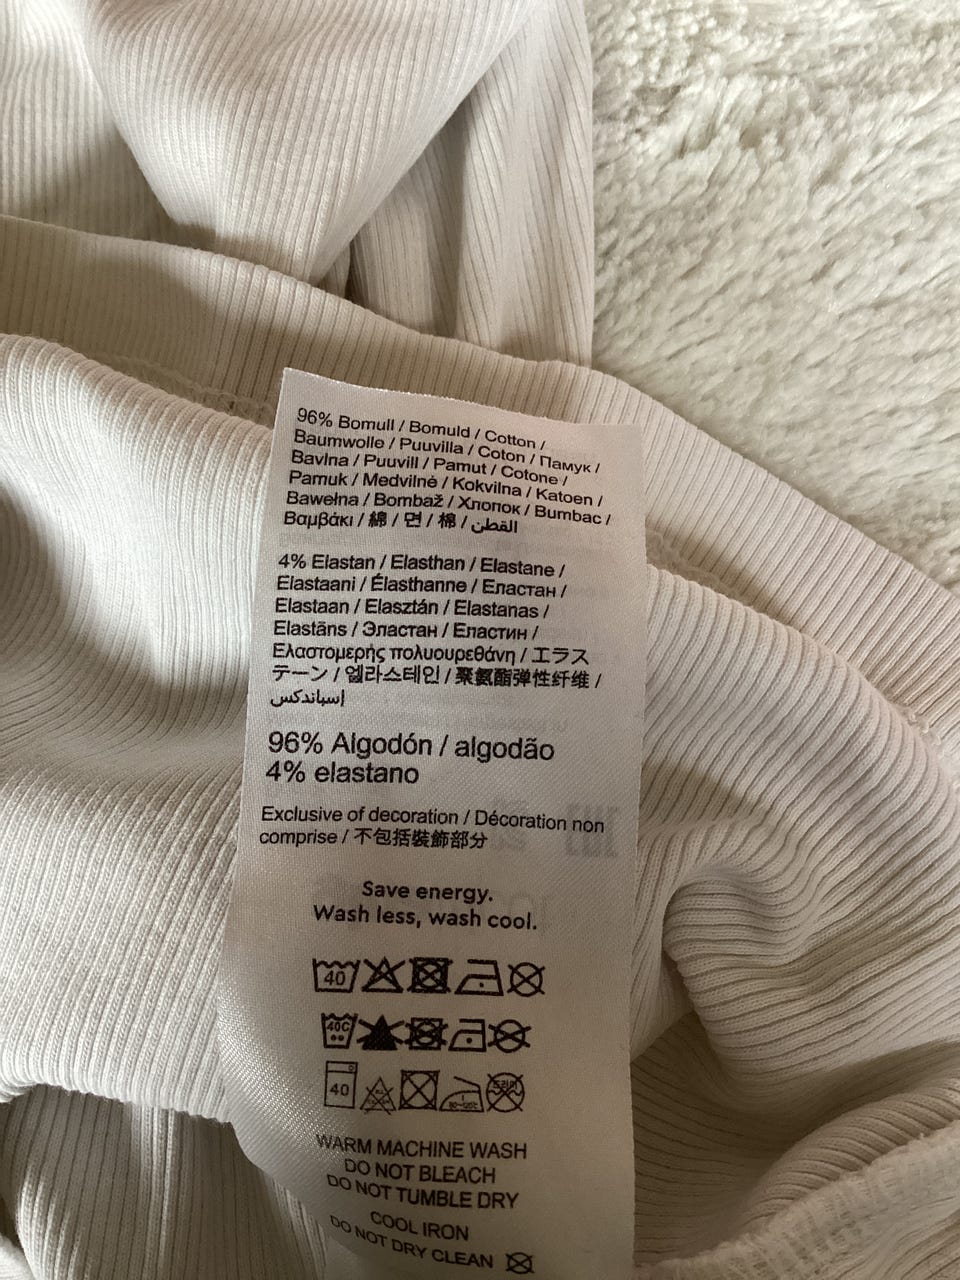 96% Bomull / Bomuld / Cotton /
Baumwolle / Puuvilla / Coton / Памук /
Bavlna / Puuvill / Pamut / Cotone /
Pamuk / Medvilnė / Kokvilna / Katoen /
Bawełna / Bombaž / Хлопок / Bumbac /
Βαμβάκι / 綿 / 면 / 棉 / القطن
4% Elastan / Elasthan / Elastane /
Elastaani / Élasthanne / Еластан /
Elastaan / Elasztán / Elastanas /
Elastāns / Эластан / Еластин /
Ελαστομερής πολυουρεθάνη / エラス
テーン / 엘라스테인 / 聚氨酯弹性纤维 /
إسباندكس
96% Algodón / algodão
4% elastano
Exclusive of decoration / Décoration non
comprise / 不包括裝飾部分
Save energy.
Wash less, wash cool.
40
40C
40
WARM MACHINE WASH
DO NOT BLEACH
DO NOT TUMBLE DRY
COOL IRON
DO NOT DRY CLEAN